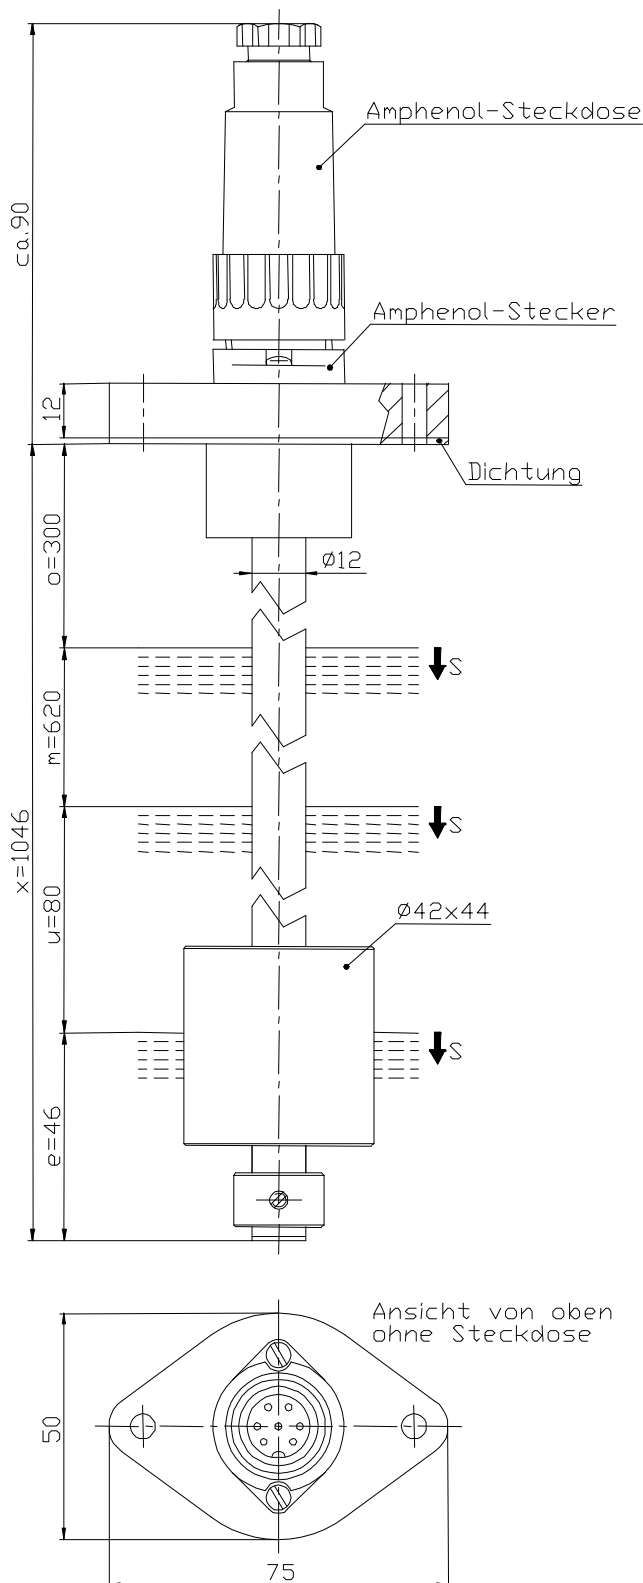 Amphenol-Steckdose
ca.90
Amphenol-Stecker
12
Dichtung
o=300
Ø12
S
m=620
S
x=1046
u=80
Ø42x44
S
e=46
Ansicht von oben
ohne Steckdose
50
75